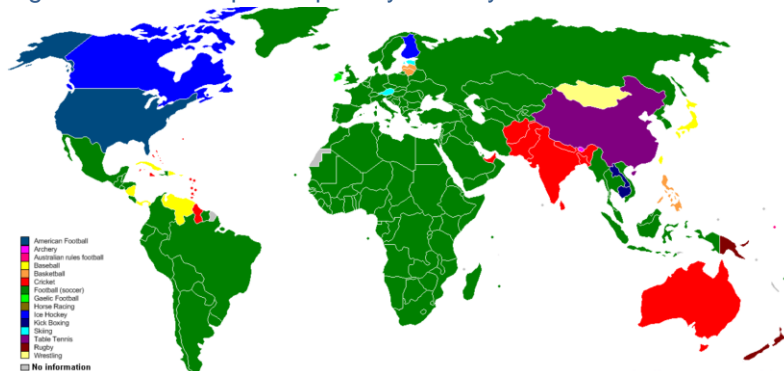 American Football
Archery
Australian rules football
Baseball
Basketball
Cricket
Football (soccer)
Gaelic Football
Horse Racing
Ice Hockey
Kick Boxing
Skiing
Table Tennis
Rugby
Wrestling
No information